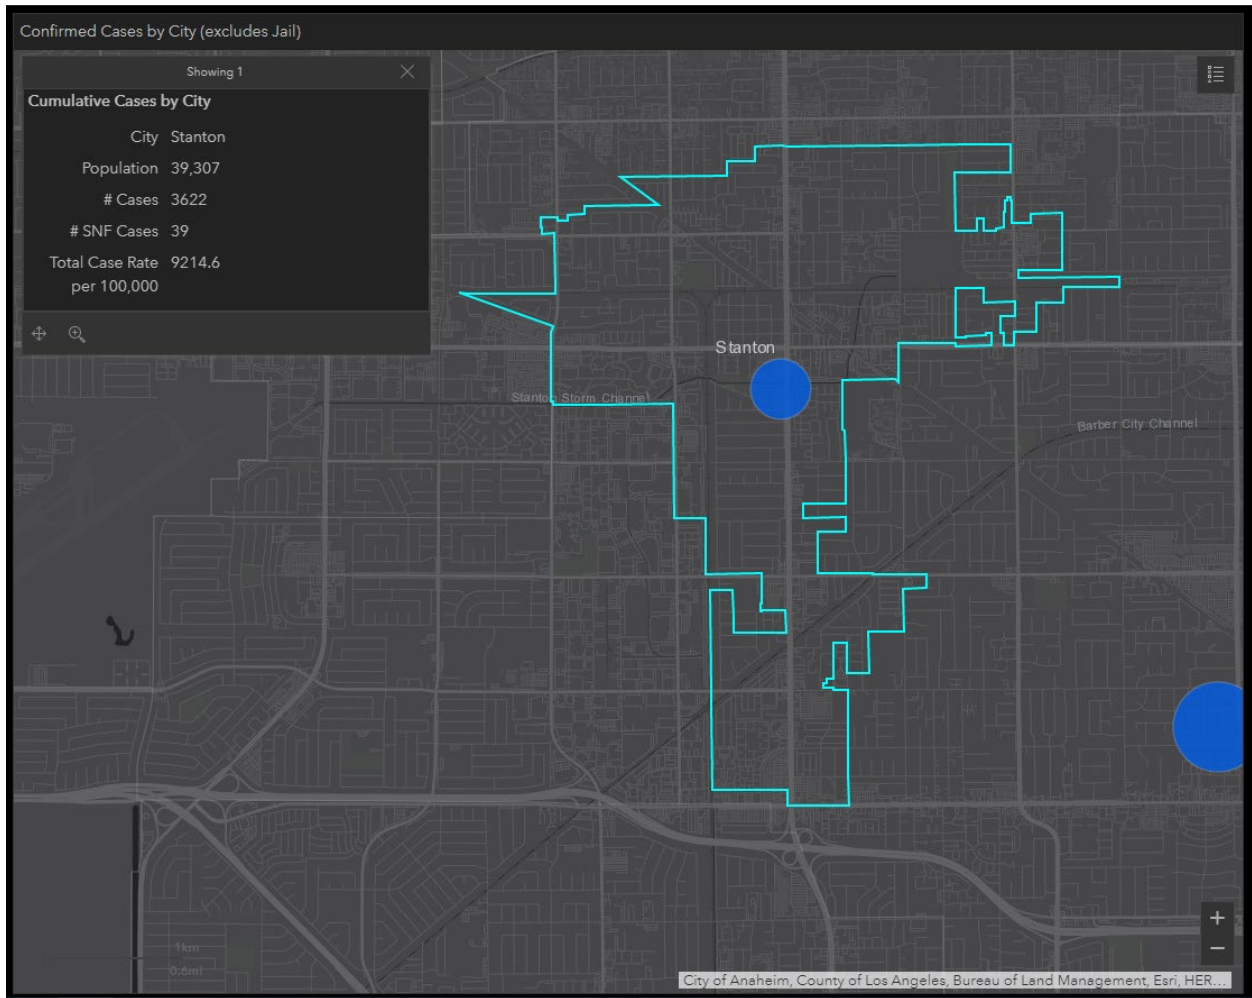 Confirmed Cases by City (excludes Jail)
Showing 1
Cumulative Cases by City
City Stanton
Population 39,307
# Cases 3622
# SNF Cases 39
Total Case Rate 9214.6
per 100,000
Stanton
Stanton Storm Channel
Barber City Channel
1km
0.6mi
+
−
City of Anaheim, County of Los Angeles, Bureau of Land Management, Esri, HER...